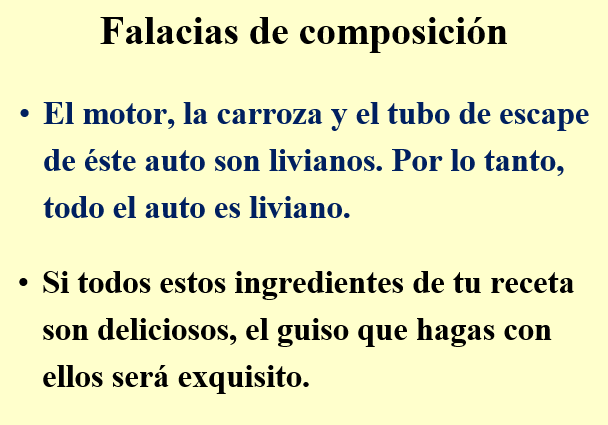 Falacias de composición
• El motor, la carroza y el tubo de escape
de éste auto son livianos. Por lo tanto,
todo el auto es liviano.
• Si todos estos ingredientes de tu receta
son deliciosos, el guiso que hagas con
ellos será exquisito.